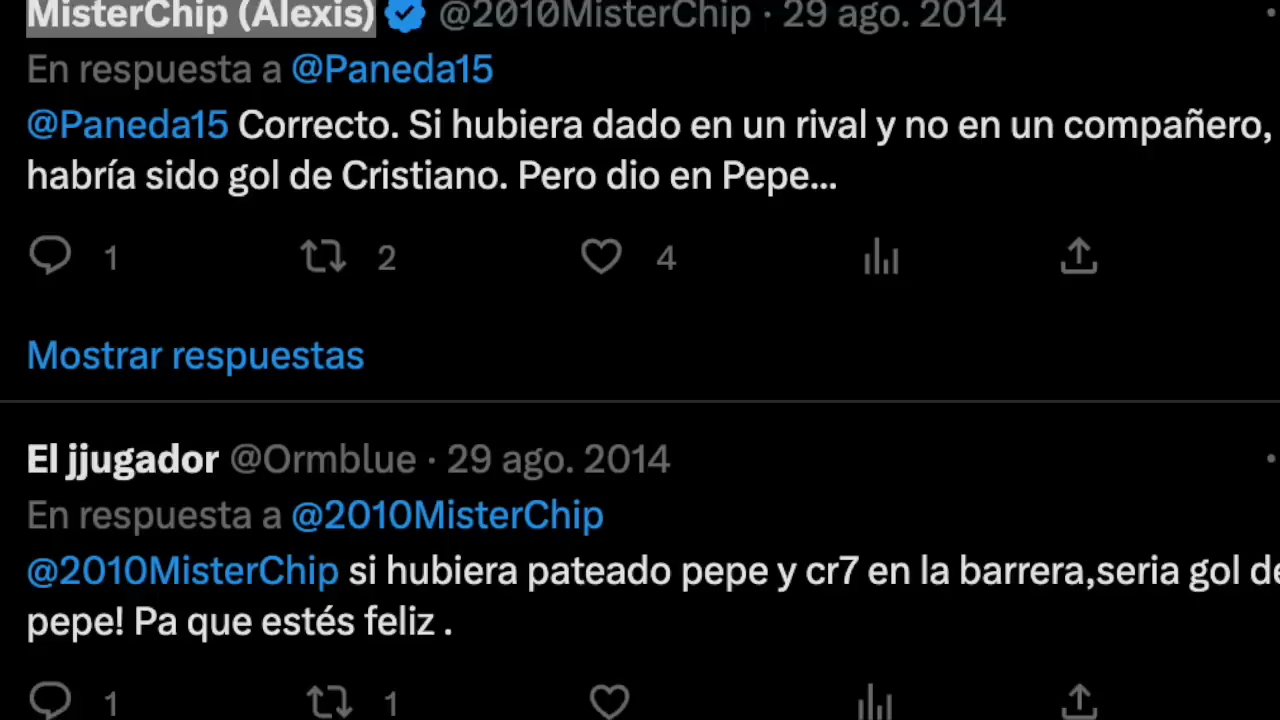 MisterChip (Alexis) @2010MisterChip · 29 ago. 2014
En respuesta a @Paneda15
@Paneda15 Correcto. Si hubiera dado en un rival y no en un compañero,
habría sido gol de Cristiano. Pero dio en Pepe...
1 2 4
Mostrar respuestas
El jjugador @Ormblue · 29 ago. 2014
En respuesta a @2010MisterChip
@2010MisterChip si hubiera pateado pepe y cr7 en la barrera,seria gol de
pepe! Pa que estés feliz .
1 1